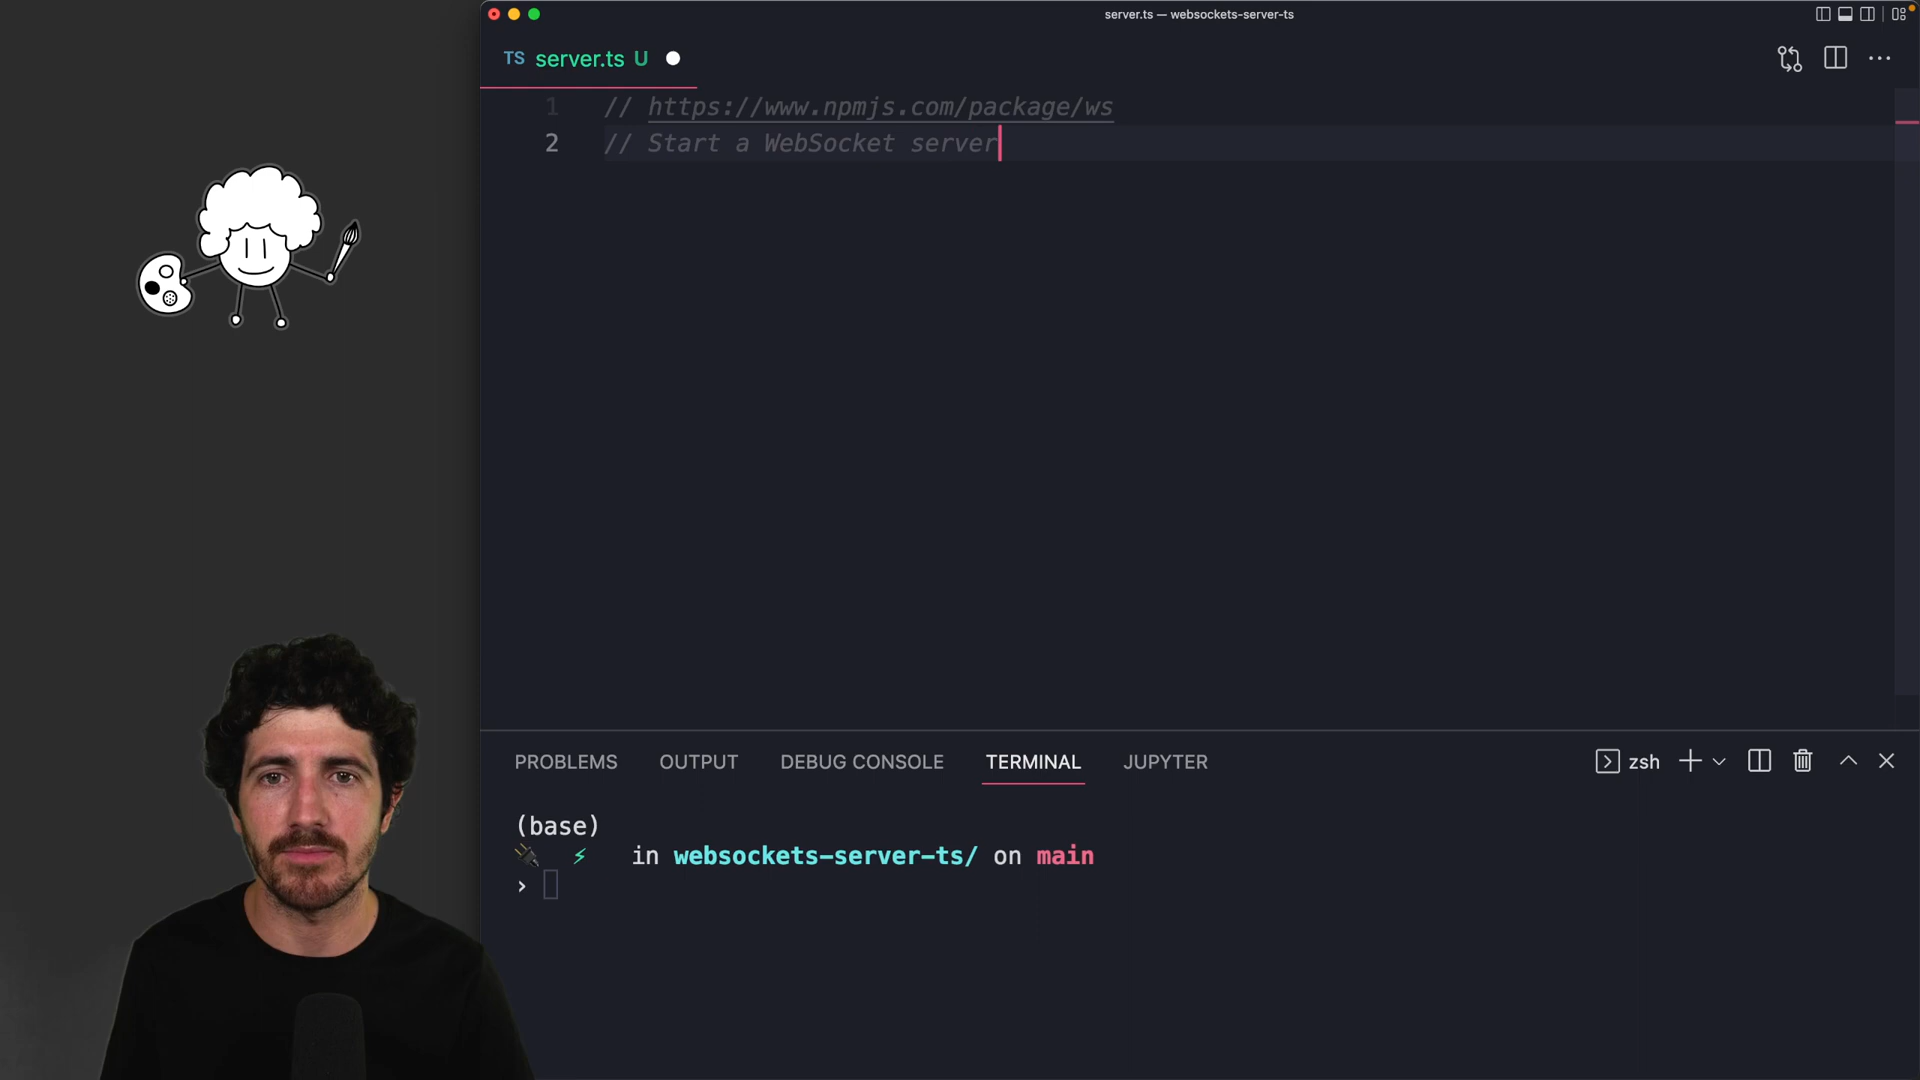 server.ts — websockets-server-ts
TS server.ts U
1 // https://www.npmjs.com/package/ws
2 // Start a WebSocket server
PROBLEMS OUTPUT DEBUG CONSOLE TERMINAL JUPYTER zsh
(base)
in websockets-server-ts/ on main
›